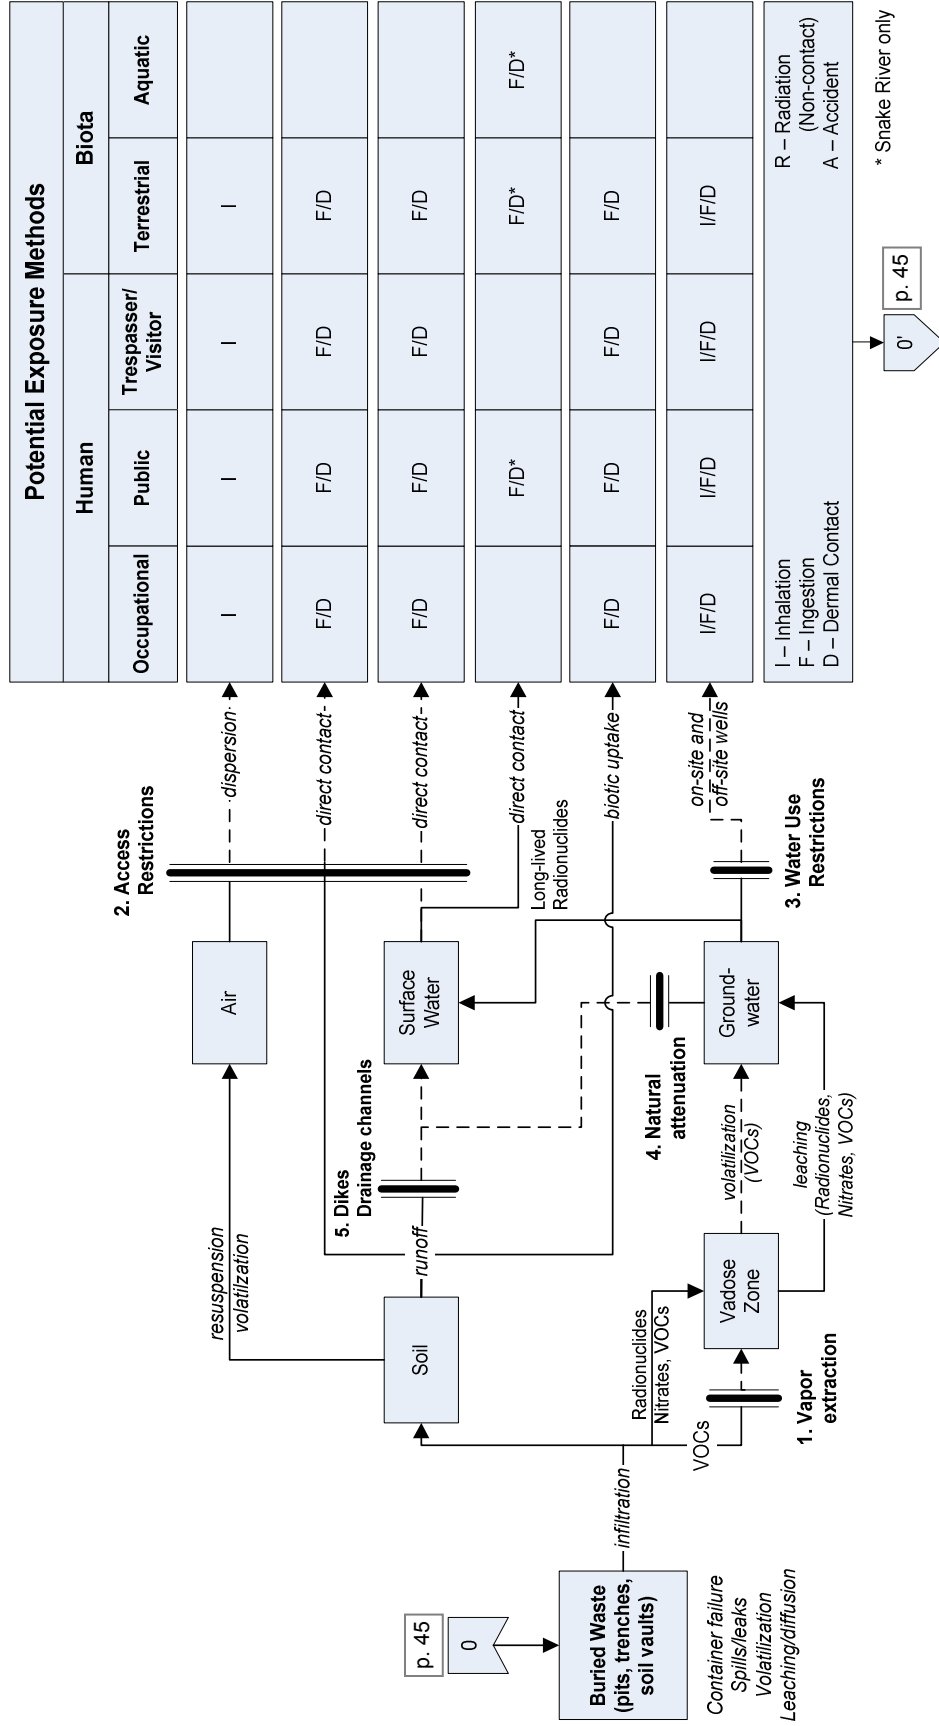 Potential Exposure Methods
Human
Biota
Occupational
Public
Trespasser/
Visitor
Terrestrial
Aquatic
I
I
I
I
F/D
F/D
F/D
F/D
F/D
F/D
F/D
F/D
F/D*
F/D*
F/D*
F/D
F/D
F/D
F/D
I/F/D
I/F/D
I/F/D
I/F/D
I – Inhalation
F – Ingestion
D – Dermal Contact
R – Radiation
(Non-contact)
A – Accident
* Snake River only
0'
p. 45
2. Access
Restrictions
dispersion
direct contact
direct contact
direct contact
biotic uptake
on-site and
off-site wells
Long-lived
Radionuclides
3. Water Use
Restrictions
Air
Surface
Water
Ground-
water
resuspension
volatilzation
5. Dikes
Drainage channels
runoff
4. Natural
attenuation
volatilization
(VOCs)
leaching
(Radionuclides,
Nitrates, VOCs)
Soil
Vadose
Zone
Radionuclides
Nitrates, VOCs
VOCs
1. Vapor
extraction
infiltration
p. 45
0
Buried Waste
(pits, trenches,
soil vaults)
Container failure
Spills/leaks
Volatilization
Leaching/diffusion